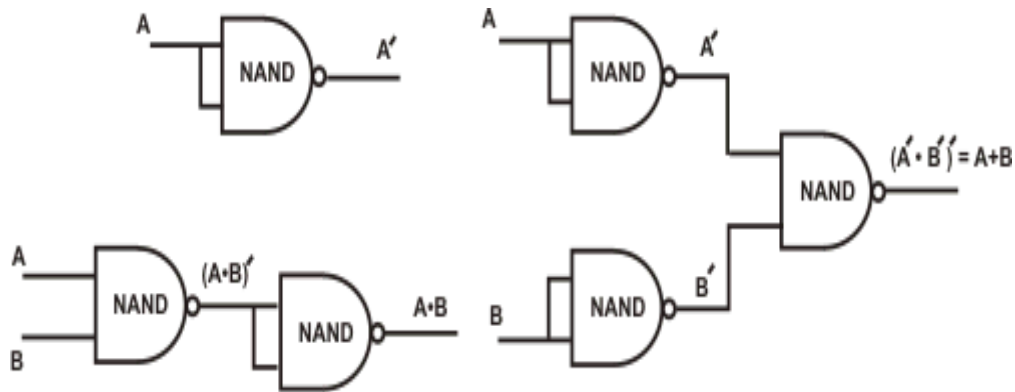 A
NAND
A′
A
NAND
A′
NAND
(A′ • B′)′ = A+B
B
NAND
B′
A
B
NAND
(A•B)′
NAND
A•B